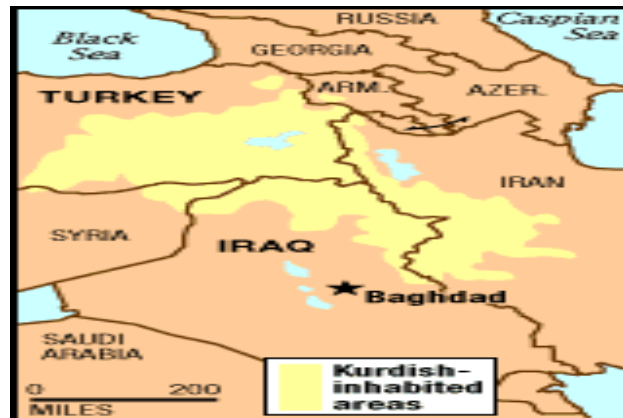 RUSSIA
Caspian
Sea
Black
Sea
GEORGIA
TURKEY
ARM.
AZER.
IRAN
SYRIA
IRAQ
Baghdad
SAUDI
ARABIA
0 200
MILES
Kurdish-
inhabited
areas